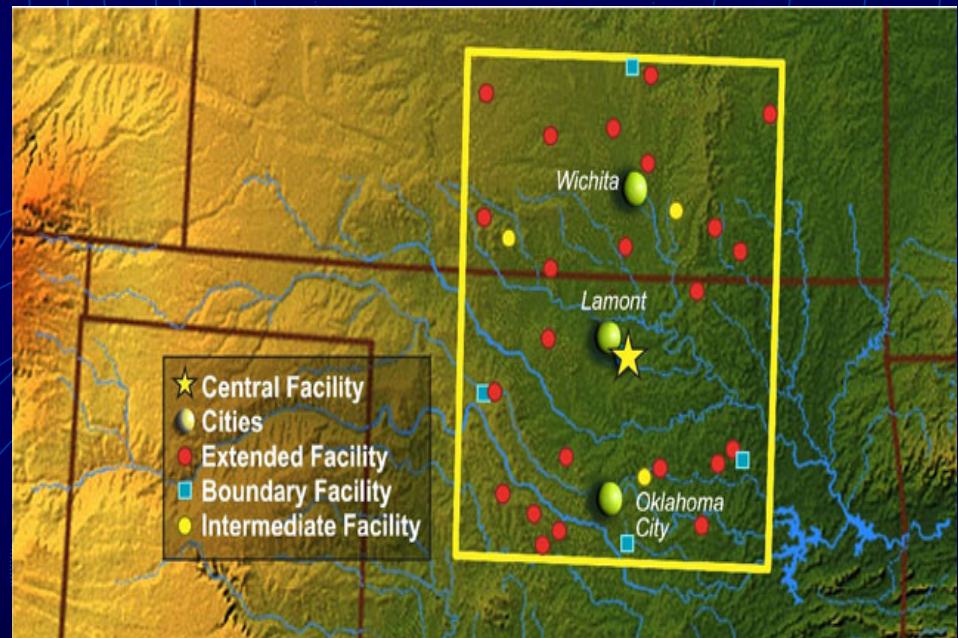 Wichita
Lamont
Central Facility
Cities
Extended Facility
Boundary Facility
Intermediate Facility
Oklahoma
City